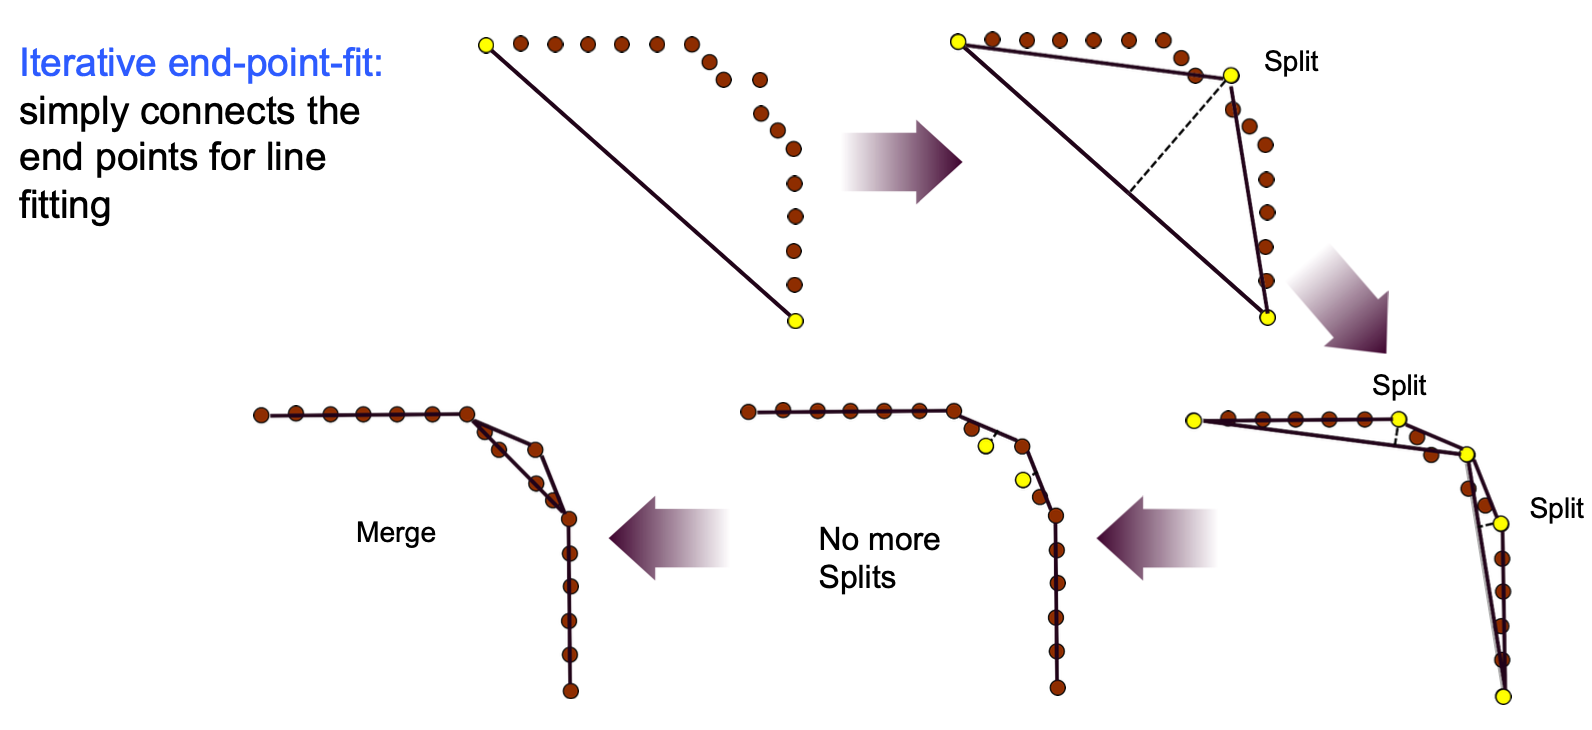 Iterative end-point-fit:
simply connects the
end points for line
fitting
Split
Split
Split
No more
Splits
Merge